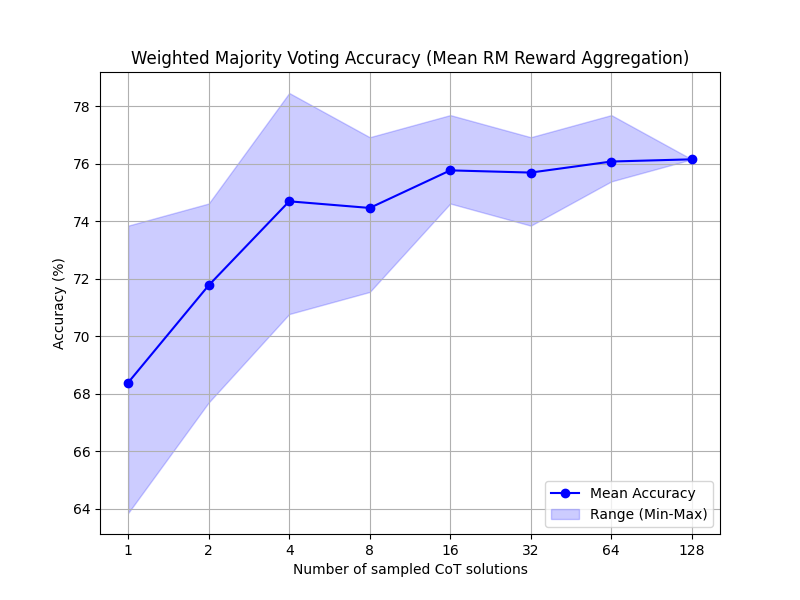 Weighted Majority Voting Accuracy (Mean RM Reward Aggregation)
Accuracy (%)
78
76
74
72
70
68
66
64
Mean Accuracy
Range (Min-Max)
1 2 4 8 16 32 64 128
Number of sampled CoT solutions